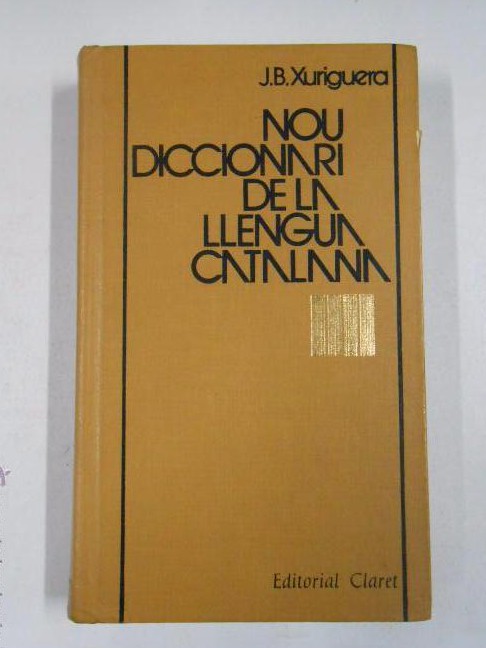 J.B. Xuriguera
NOU
DICCIONARI
DE LA
LLENGUA
CATALANA
Editorial Claret